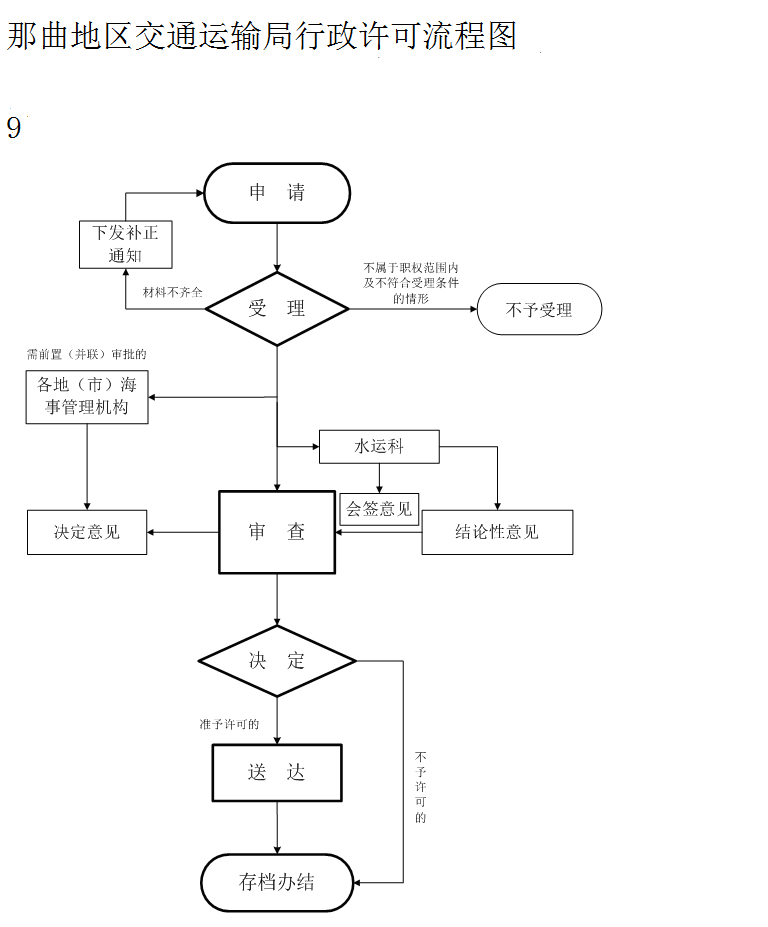 那曲地区交通运输局行政许可流程图
9
申 请
下发补正
通知
材料不齐全
受 理
不属于职权范围内
及不符合受理条件
的情形
不予受理
需前置（并联）审批的
各地（市）海
事管理机构
水运科
会签意见
决定意见
审 查
结论性意见
决 定
准予许可的
不予许可的
送 达
存档办结